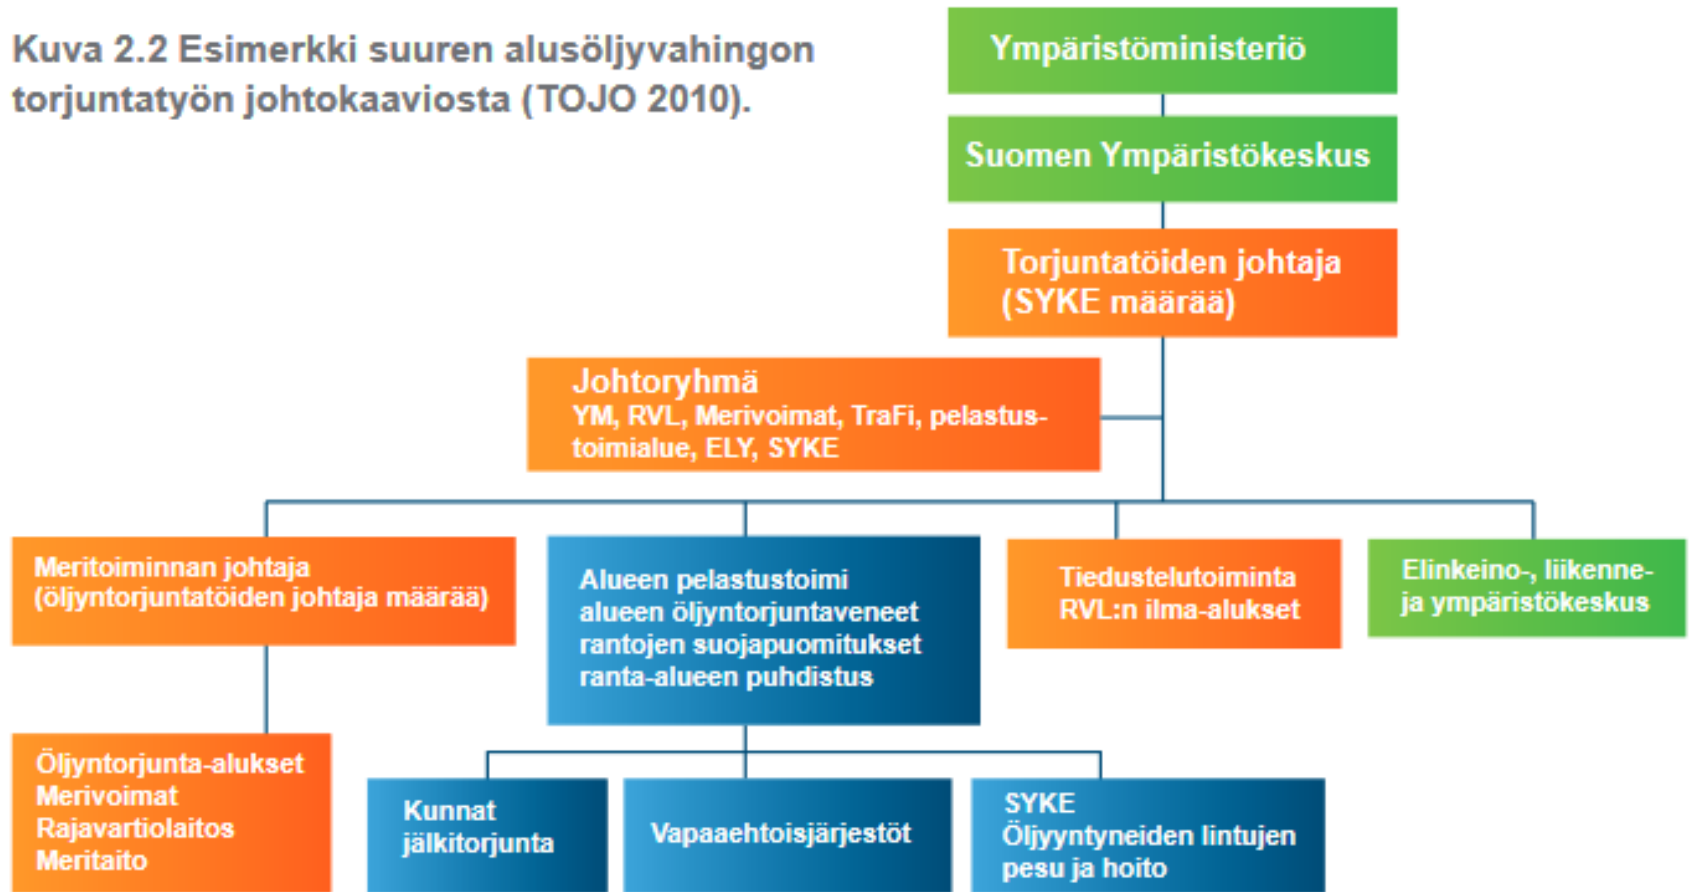 Kuva 2.2 Esimerkki suuren alusöljyvahingon
torjuntatyön johtokaaviosta (TOJO 2010).
Ympäristöministeriö
Suomen Ympäristökeskus
Torjuntatöiden johtaja
(SYKE määrää)
Johtoryhmä
YM, RVL, Merivoimat, TraFi, pelastus-
toimialue, ELY, SYKE
Meritoiminnan johtaja
(öljyntorjuntatöiden johtaja määrää)
Alueen pelastustoimi
alueen öljyntorjuntaveneet
rantojen suojapuomitukset
ranta-alueen puhdistus
Tiedustelutoiminta
RVL:n ilma-alukset
Elinkeino-, liikenne-
ja ympäristökeskus
Öljyntorjunta-alukset
Merivoimat
Rajavartiolaitos
Meritaito
Kunnat
jälkitorjunta
Vapaaehtoisjärjestöt
SYKE
Öljyyntyneiden lintujen
pesu ja hoito